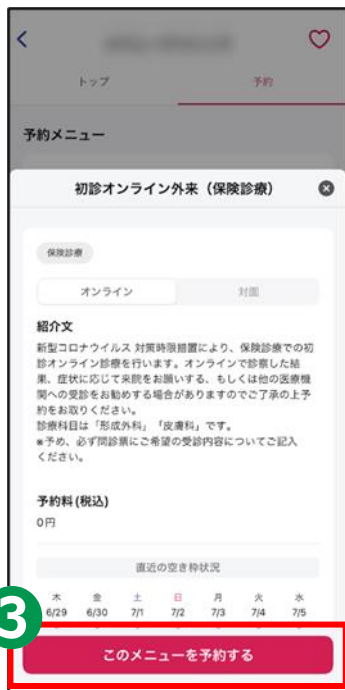 トップ
予約
予約メニュー
初診オンライン外来（保険診療）
保険診療
オンライン
対面
紹介文
新型コロナウイルス 対策時限措置により、保険診療での初
診オンライン診療を行います。オンラインで診察した結
果、症状に応じて来院をお願いする、もしくは他の医療機
関への受診をお勧めする場合がありますのでご了承の上予
約をお取りください。
診療科目は「形成外科」「皮膚科」です。
※予め、必ず問診票にご希望の受診内容についてご記入
ください。
予約料(税込)
0円
直近の空き枠状況
木 金 土 日 月 火 水
6/29 6/30 7/1 7/2 7/3 7/4 7/5
3
このメニューを予約する